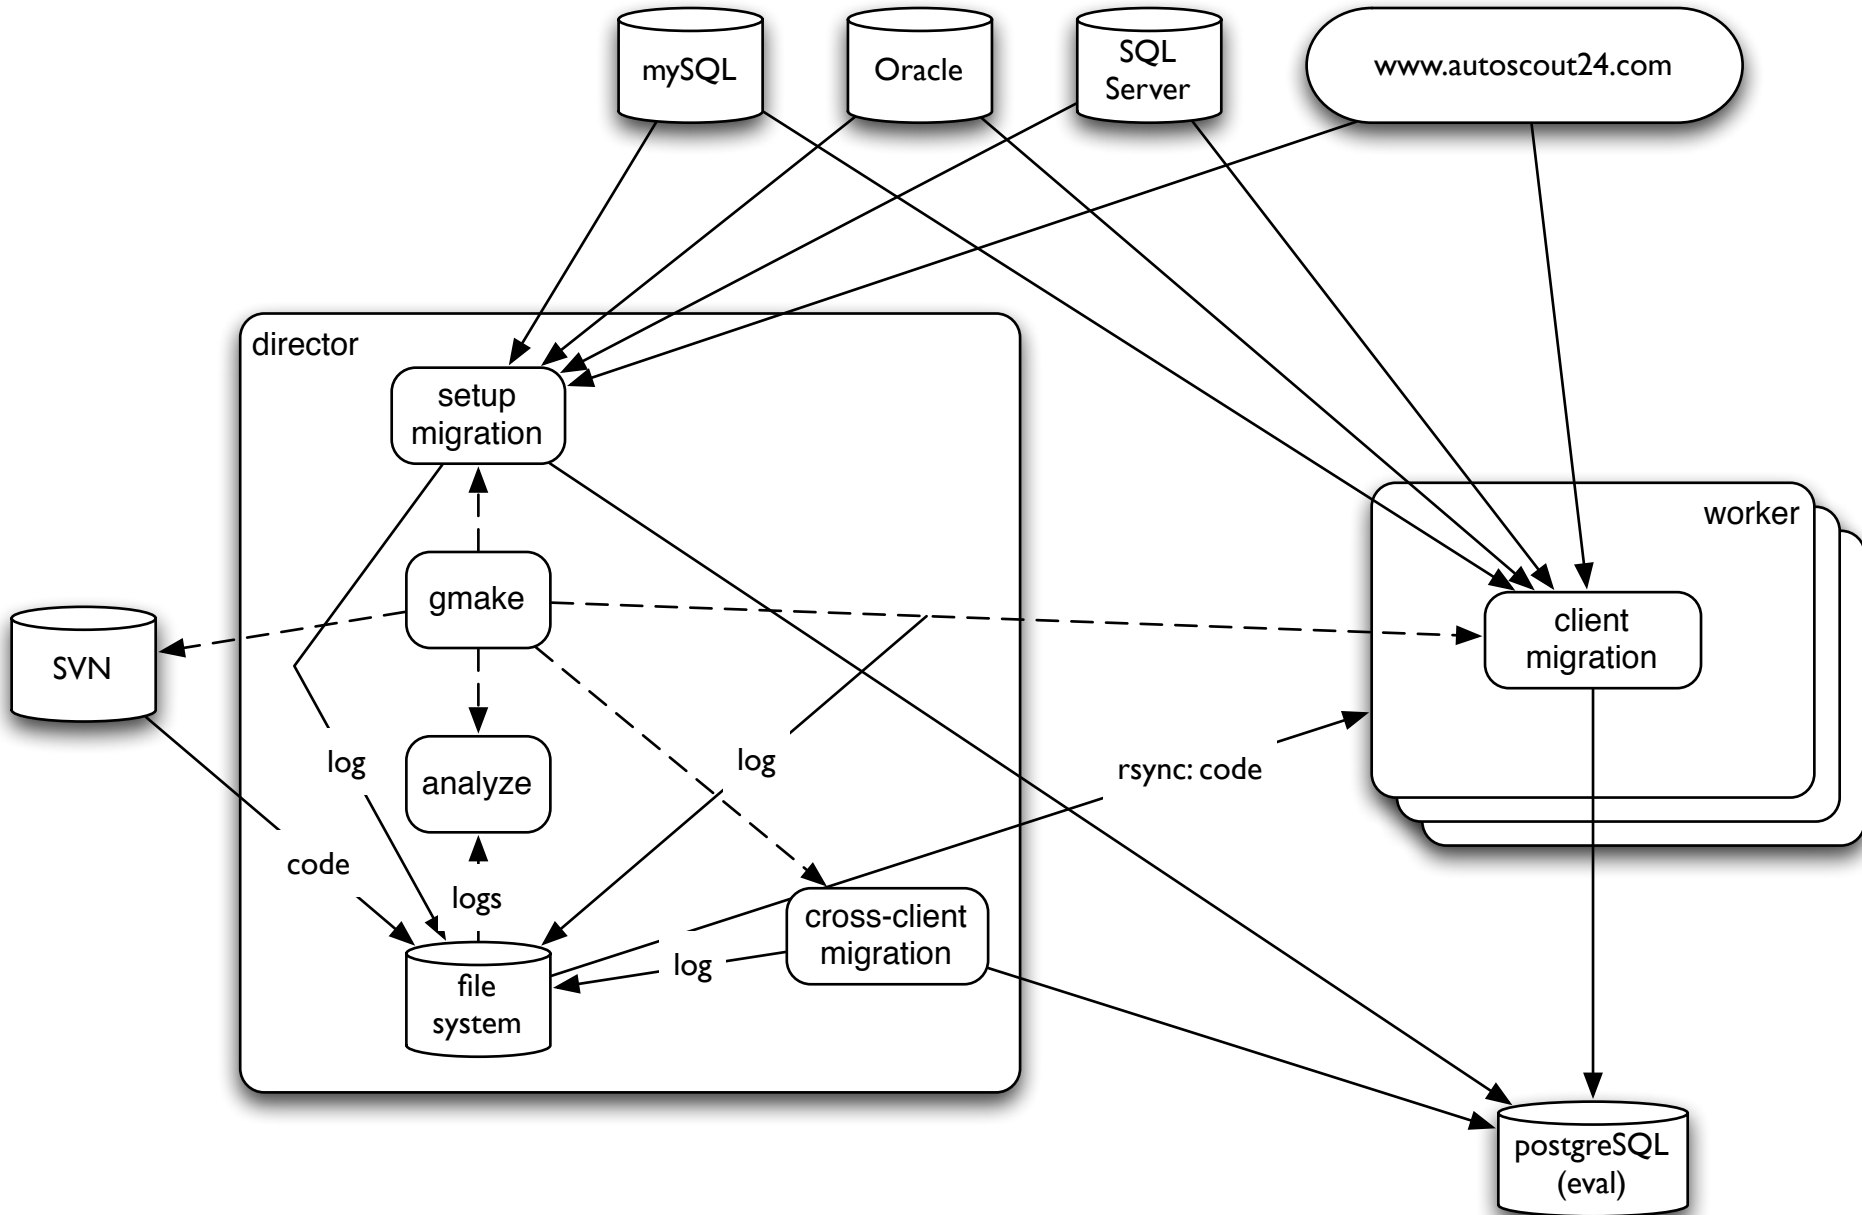 mySQL
Oracle
SQL
Server
www.autoscout24.com
director
setup
migration
worker
gmake
client
migration
SVN
log
analyze
log
rsync: code
code
logs
cross-client
migration
log
file
system
postgreSQL
(eval)